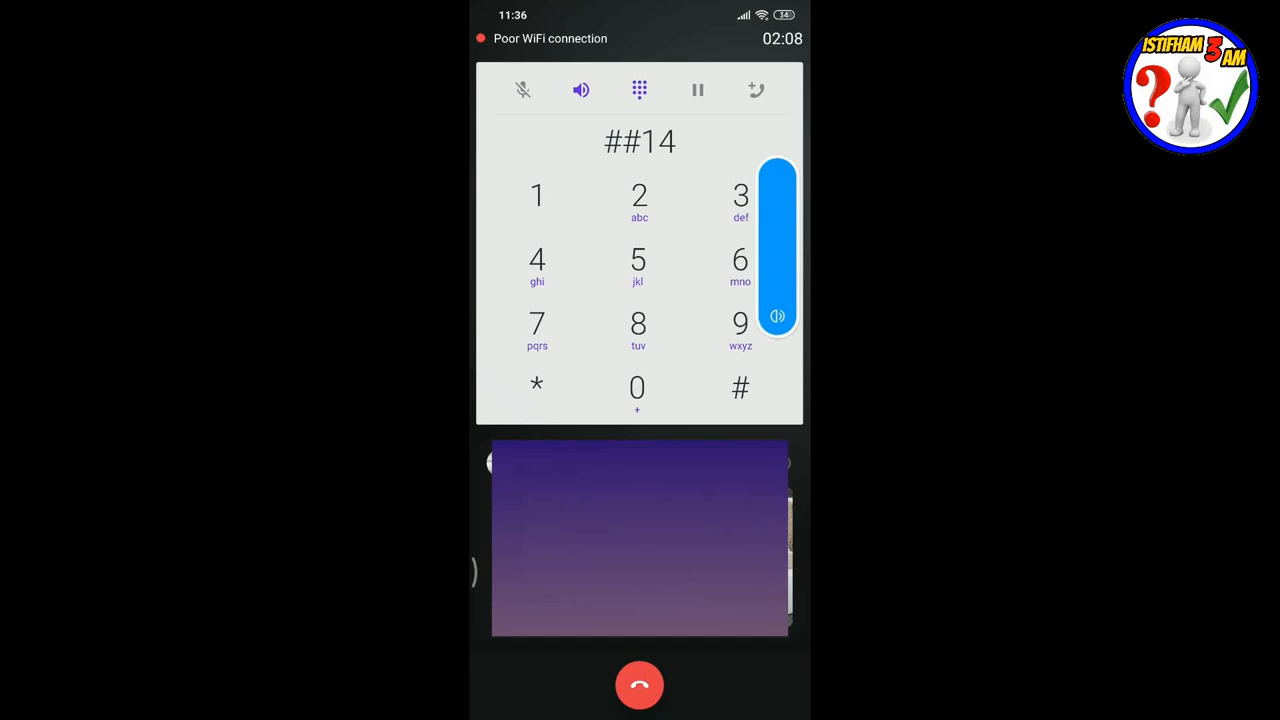 11:36
34
Poor WiFi connection
02:08
##14
1
2
3
abc
def
4
5
6
ghi
jkl
mno
7
8
9
pqrs
tuv
wxyz
*
0
#
+
ISTIFHAM 3 AM
?